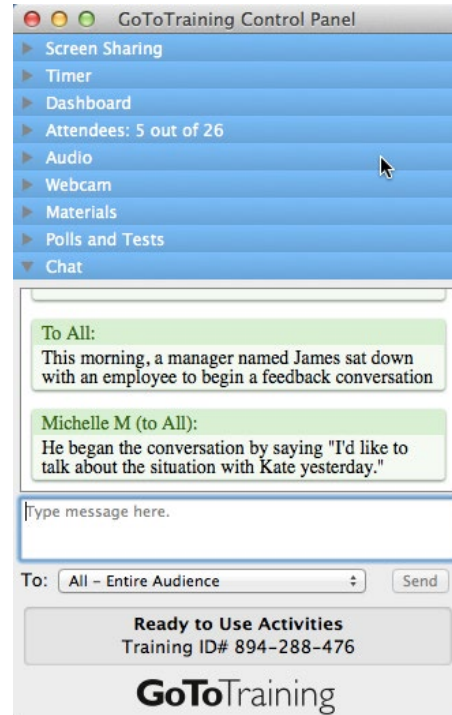 GoToTraining Control Panel
Screen Sharing
Timer
Dashboard
Attendees: 5 out of 26
Audio
Webcam
Materials
Polls and Tests
Chat
To All:
This morning, a manager named James sat down
with an employee to begin a feedback conversation
Michelle M (to All):
He began the conversation by saying "I'd like to
talk about the situation with Kate yesterday."
Type message here.
To: All – Entire Audience Send
Ready to Use Activities
Training ID# 894-288-476
GoToTraining